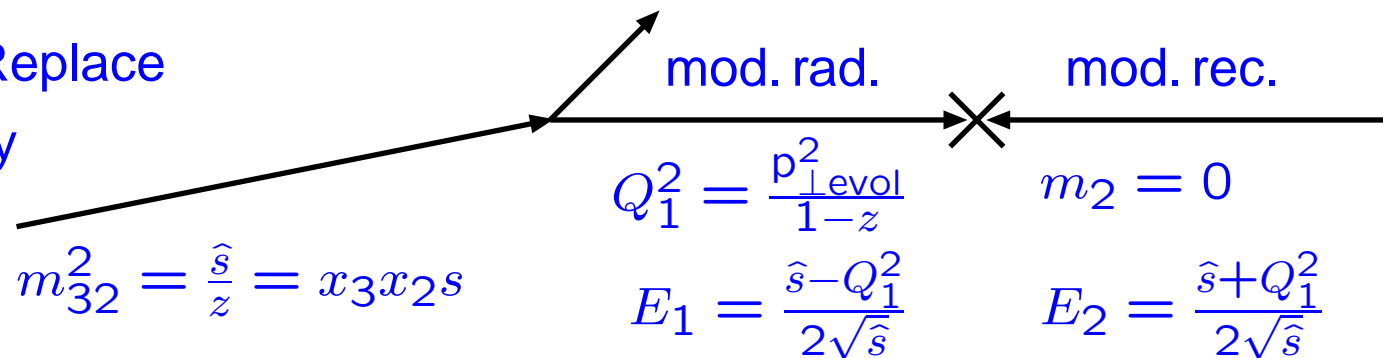 Replace
y
mod. rad.
mod. rec.
Q_1^2 = \frac{p_{\perp evol}^2}{1-z}
m_2 = 0
m_{32}^2 = \frac{\hat{s}}{z} = x_3 x_2 s
E_1 = \frac{\hat{s}-Q_1^2}{2\sqrt{\hat{s}}}
E_2 = \frac{\hat{s}+Q_1^2}{2\sqrt{\hat{s}}}